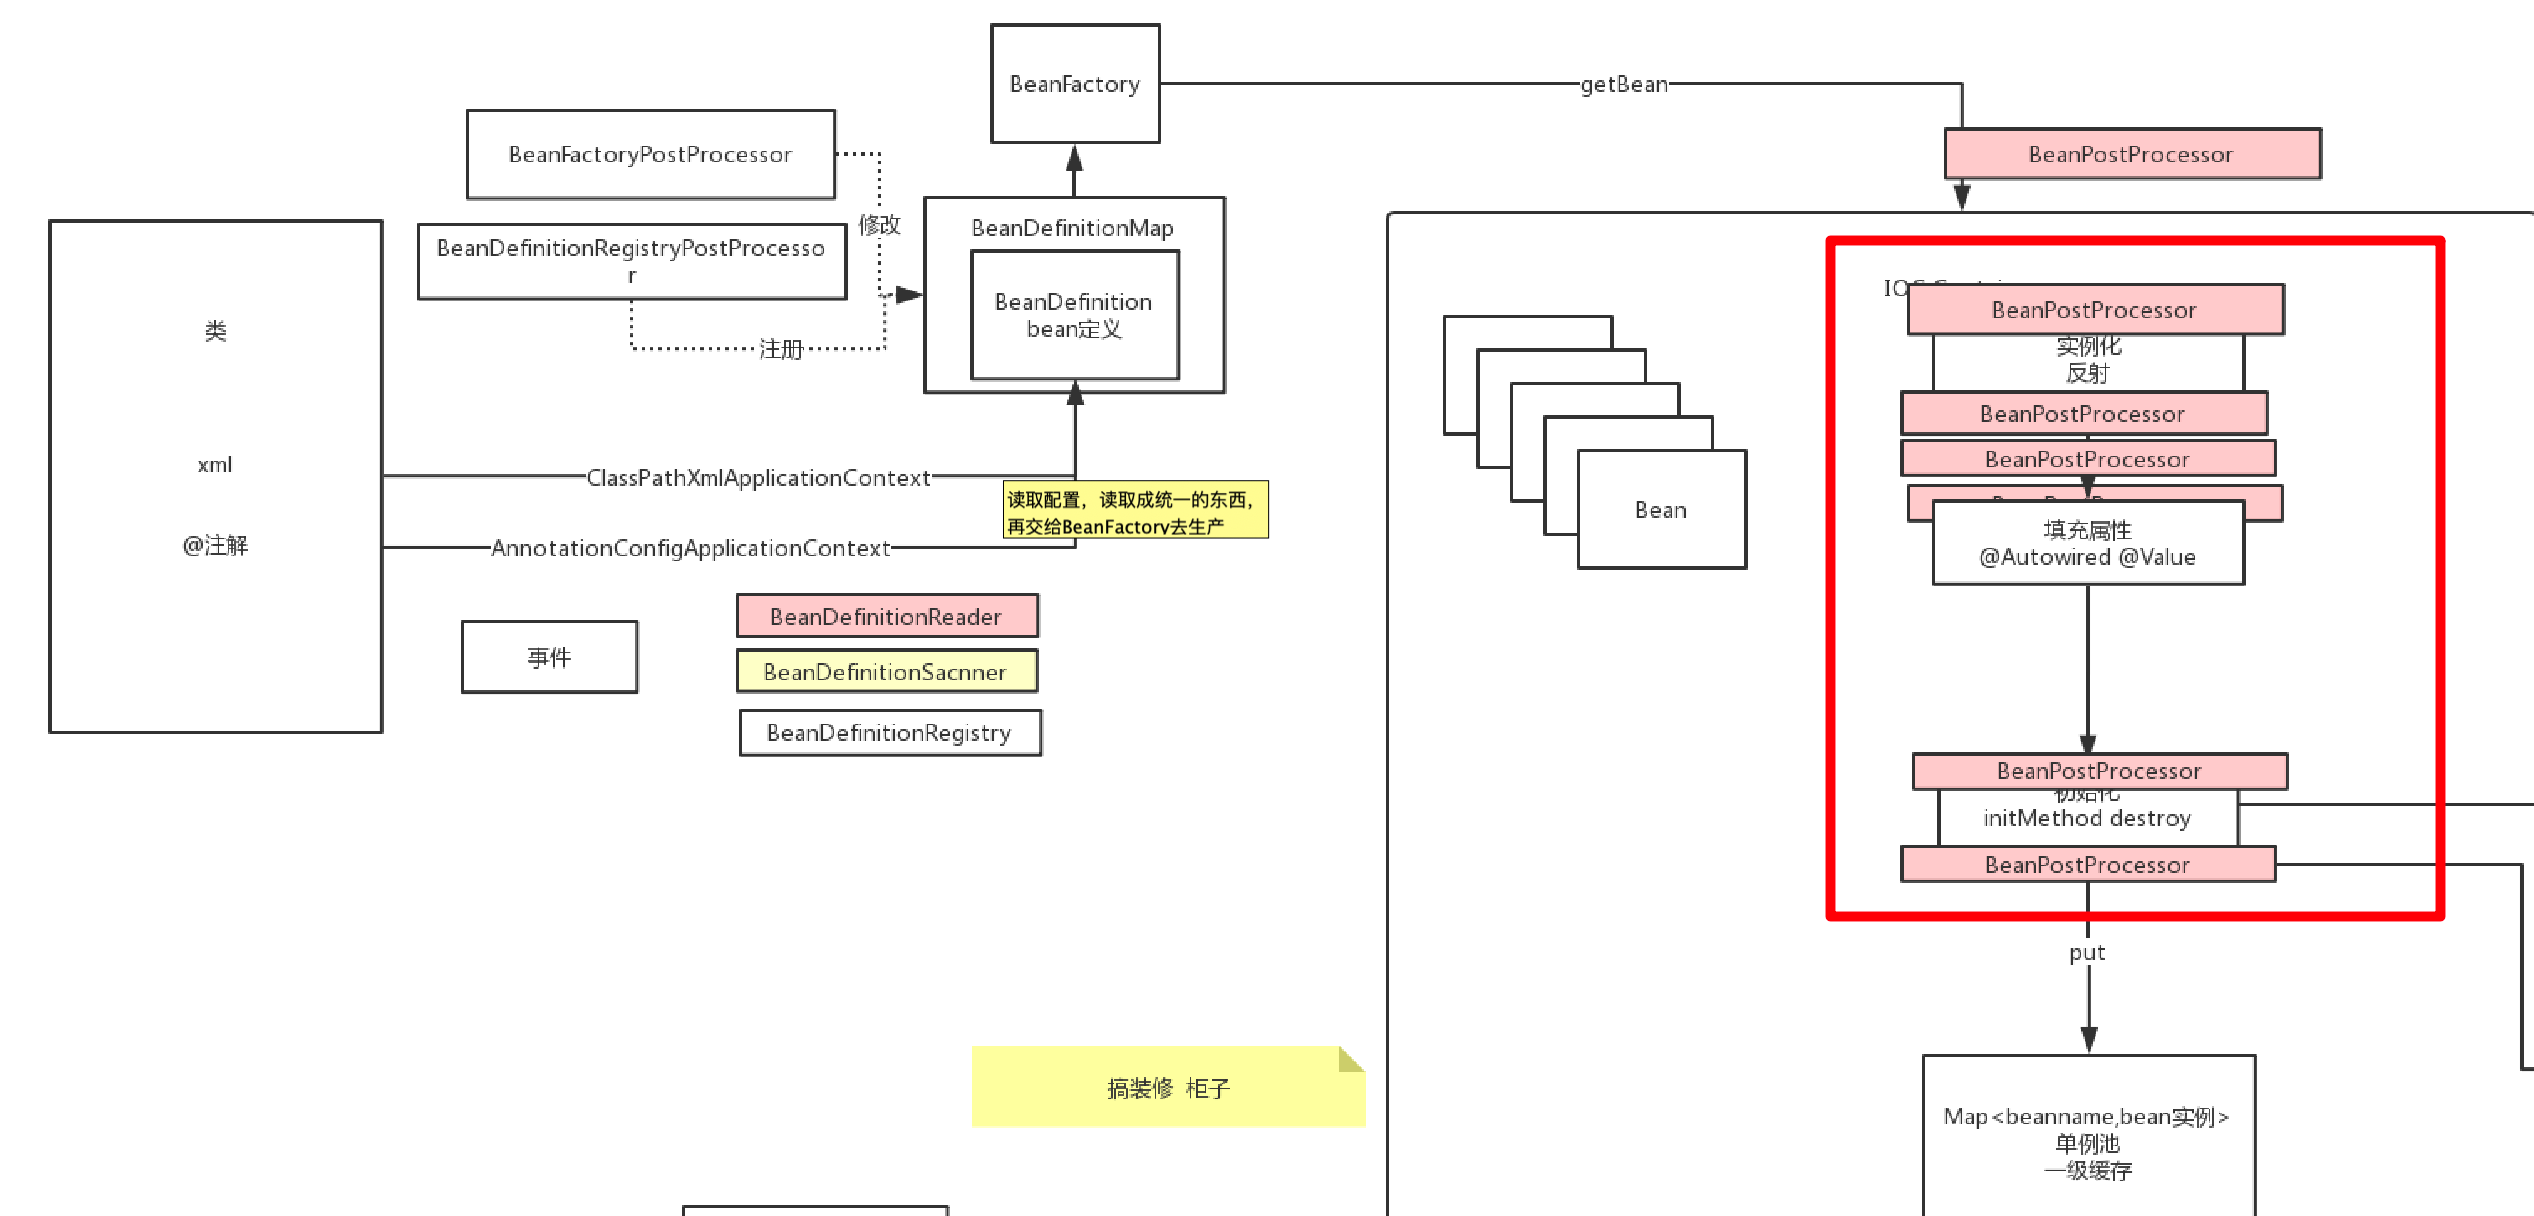 BeanFactory
getBean
BeanFactoryPostProcessor
BeanPostProcessor
修改
BeanDefinitionRegistryPostProcesso
r
BeanDefinitionMap
BeanDefinition
bean定义
注册
类
xml
@注解
ClassPathXmlApplicationContext
读取配置，读取成统一的东西，
再交给BeanFactory去生产
AnnotationConfigApplicationContext
BeanDefinitionReader
事件
BeanDefinitionSacnner
BeanDefinitionRegistry
Bean
BeanPostProcessor
实例化
反射
BeanPostProcessor
BeanPostProcessor
填充属性
@Autowired @Value
BeanPostProcessor
初始化
initMethod destroy
BeanPostProcessor
put
搞装修 柜子
Map<beanname,bean实例>
单例池
一级缓存